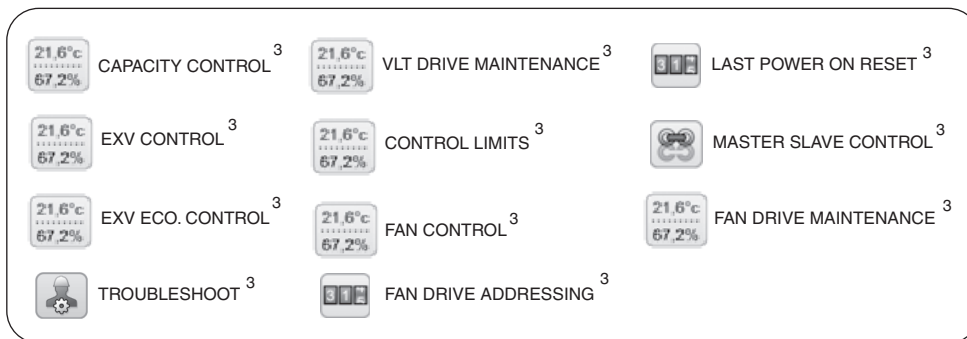 21,6°c
67,2%
CAPACITY CONTROL 3
21,6°c
67,2%
VLT DRIVE MAINTENANCE 3
LAST POWER ON RESET 3
21,6°c
67,2%
EXV CONTROL 3
21,6°c
67,2%
CONTROL LIMITS 3
MASTER SLAVE CONTROL 3
21,6°c
67,2%
EXV ECO. CONTROL 3
21,6°c
67,2%
FAN CONTROL 3
21,6°c
67,2%
FAN DRIVE MAINTENANCE 3
TROUBLESHOOT 3
FAN DRIVE ADDRESSING 3